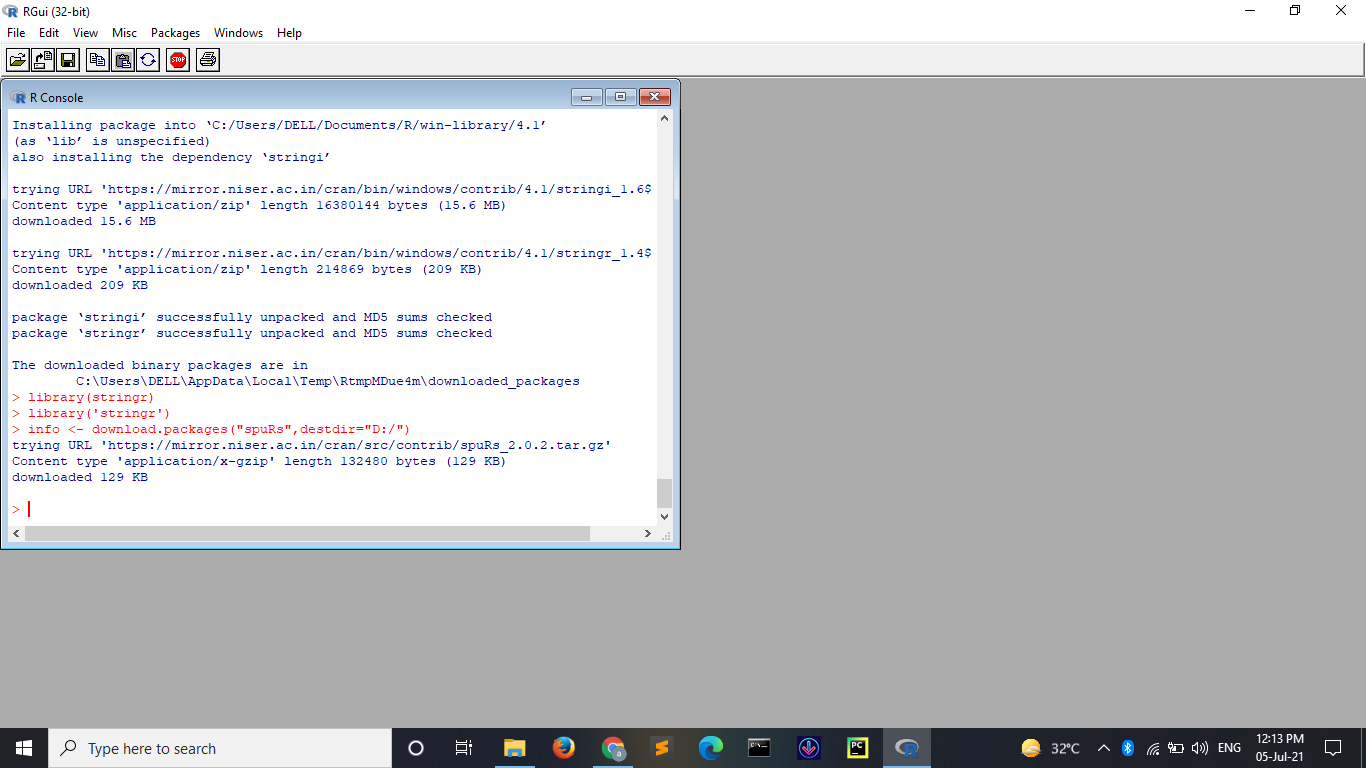 RGui (32-bit)
File Edit View Misc Packages Windows Help
STOP
R Console
Installing package into ‘C:/Users/DELL/Documents/R/win-library/4.1’
(as ‘lib’ is unspecified)
also installing the dependency ‘stringi’
trying URL 'https://mirror.niser.ac.in/cran/bin/windows/contrib/4.1/stringi_1.6$
Content type 'application/zip' length 16380144 bytes (15.6 MB)
downloaded 15.6 MB
trying URL 'https://mirror.niser.ac.in/cran/bin/windows/contrib/4.1/stringr_1.4$
Content type 'application/zip' length 214869 bytes (209 KB)
downloaded 209 KB
package ‘stringi’ successfully unpacked and MD5 sums checked
package ‘stringr’ successfully unpacked and MD5 sums checked
The downloaded binary packages are in
C:\Users\DELL\AppData\Local\Temp\RtmpMDue4m\downloaded_packages
> library(stringr)
> library('stringr')
> info <- download.packages("spuRs",destdir="D:/")
trying URL 'https://mirror.niser.ac.in/cran/src/contrib/spuRs_2.0.2.tar.gz'
Content type 'application/x-gzip' length 132480 bytes (129 KB)
downloaded 129 KB
>
Type here to search
PC
32°C
ENG
12:13 PM
05-Jul-21